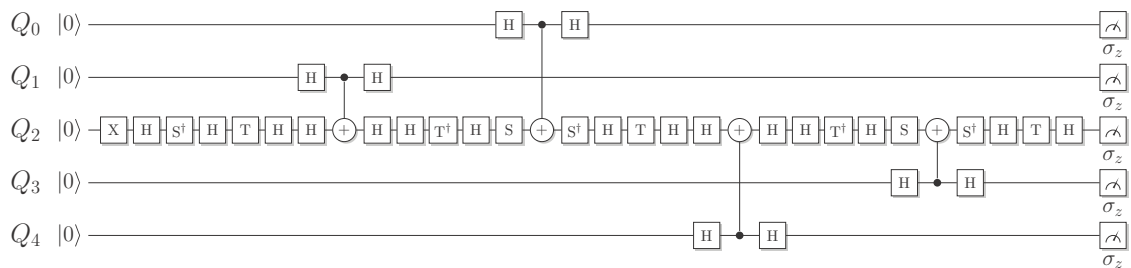 Q₀ |0⟩ H H σz
Q₁ |0⟩ H H σz
Q₂ |0⟩ X H S† H T H H + H H T† H S + S† H T H H + H H T† H S + S† H T H σz
Q₃ |0⟩ H H σz
Q₄ |0⟩ H H σz